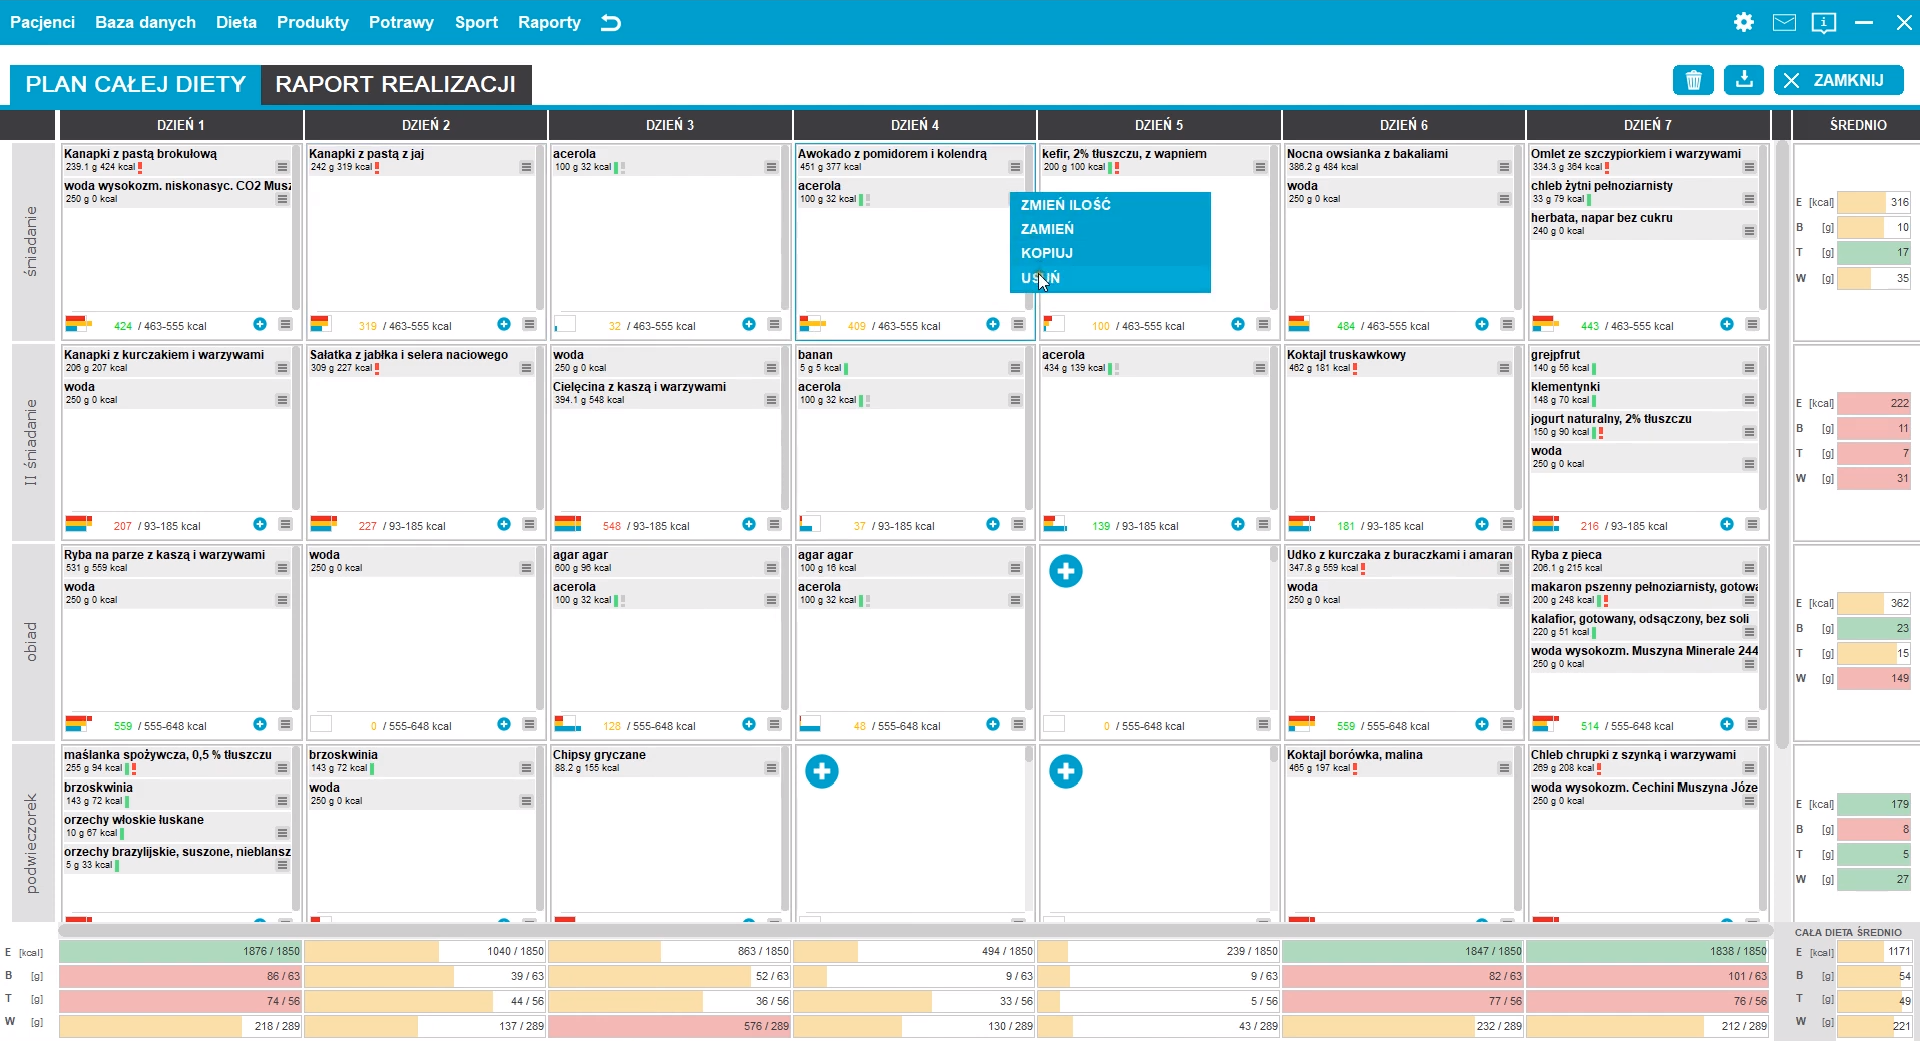 Pacjenci Baza danych Dieta Produkty Potrawy Sport Raporty
PLAN CAŁEJ DIETY RAPORT REALIZACJI ZAMKNIJ
DZIEŃ 1 DZIEŃ 2 DZIEŃ 3 DZIEŃ 4 DZIEŃ 5 DZIEŃ 6 DZIEŃ 7 ŚREDNIO
śniadanie
Kanapki z pastą brokułową
239.1 g 424 kcal
woda wysokozm. niskonasyc. CO2 Musz
250 g 0 kcal
424 / 463-555 kcal
Kanapki z pastą z jaj
242 g 319 kcal
319 / 463-555 kcal
acerola
100 g 32 kcal
32 / 463-555 kcal
Awokado z pomidorem i kolendrą
451 g 377 kcal
acerola
100 g 32 kcal
409 / 463-555 kcal
kefir, 2% tłuszczu, z wapniem
200 g 100 kcal
100 / 463-555 kcal
ZMIEŃ ILOŚĆ
ZAMIEŃ
KOPIUJ
USUŃ
Nocna owsianka z bakaliami
386.2 g 484 kcal
woda
250 g 0 kcal
484 / 463-555 kcal
Omlet ze szczypiorkiem i warzywami
334.3 g 364 kcal
chleb żytni pełnoziarnisty
33 g 79 kcal
herbata, napar bez cukru
240 g 0 kcal
443 / 463-555 kcal
E [kcal] 316
B [g] 10
T [g] 17
W [g] 35
II śniadanie
Kanapki z kurczakiem i warzywami
206 g 207 kcal
woda
250 g 0 kcal
207 / 93-185 kcal
Sałatka z jabłka i selera naciowego
309 g 227 kcal
227 / 93-185 kcal
woda
250 g 0 kcal
Cielęcina z kaszą i warzywami
394.1 g 548 kcal
548 / 93-185 kcal
banan
5 g 5 kcal
acerola
100 g 32 kcal
37 / 93-185 kcal
acerola
434 g 139 kcal
139 / 93-185 kcal
Koktajl truskawkowy
462 g 181 kcal
181 / 93-185 kcal
grejpfrut
140 g 56 kcal
klementynki
148 g 70 kcal
jogurt naturalny, 2% tłuszczu
150 g 90 kcal
woda
250 g 0 kcal
216 / 93-185 kcal
E [kcal] 222
B [g] 11
T [g] 7
W [g] 31
obiad
Ryba na parze z kaszą i warzywami
531 g 559 kcal
woda
250 g 0 kcal
559 / 555-648 kcal
woda
250 g 0 kcal
0 / 555-648 kcal
agar agar
600 g 96 kcal
acerola
100 g 32 kcal
128 / 555-648 kcal
agar agar
100 g 16 kcal
acerola
100 g 32 kcal
48 / 555-648 kcal
0 / 555-648 kcal
Udko z kurczaka z buraczkami i amaran
347.8 g 559 kcal
woda
250 g 0 kcal
559 / 555-648 kcal
Ryba z pieca
206.1 g 215 kcal
makaron pszenny pełnoziarnisty, gotowa
200 g 248 kcal
kalafior, gotowany, odsączony, bez soli
220 g 51 kcal
woda wysokozm. Muszyna Minerale 244
250 g 0 kcal
514 / 555-648 kcal
E [kcal] 362
B [g] 23
T [g] 15
W [g] 149
podwieczorek
maślanka spożywcza, 0,5 % tłuszczu
255 g 94 kcal
brzoskwinia
143 g 72 kcal
orzechy włoskie łuskane
10 g 67 kcal
orzechy brazylijskie, suszone, nieblansz
5 g 33 kcal
brzoskwinia
143 g 72 kcal
woda
250 g 0 kcal
Chipsy gryczane
88.2 g 155 kcal
Koktajl borówka, malina
465 g 197 kcal
Chleb chrupki z szynką i warzywami
269 g 208 kcal
woda wysokozm. Cechini Muszyna Józe
250 g 0 kcal
E [kcal] 179
B [g] 8
T [g] 5
W [g] 27
CAŁA DIETA ŚREDNIO
E [kcal] 1876 / 1850 1040 / 1850 863 / 1850 494 / 1850 239 / 1850 1847 / 1850 1838 / 1850 E [kcal] 1171
B [g] 86 / 63 39 / 63 52 / 63 9 / 63 9 / 63 82 / 63 101 / 63 B [g] 54
T [g] 74 / 56 44 / 56 36 / 56 33 / 56 5 / 56 77 / 56 76 / 56 T [g] 49
W [g] 218 / 289 137 / 289 576 / 289 130 / 289 43 / 289 232 / 289 212 / 289 W [g] 221